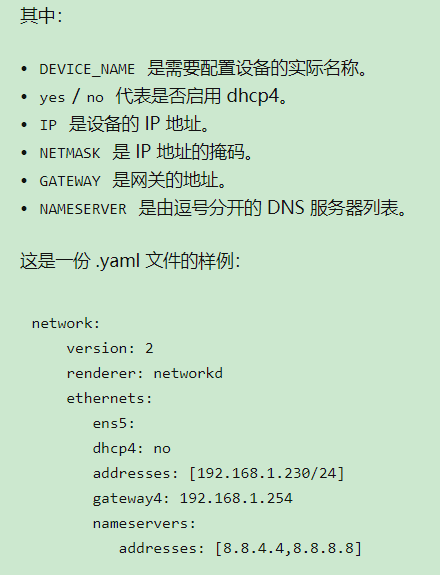 其中：
• DEVICE_NAME 是需要配置设备的实际名称。
• yes / no 代表是否启用 dhcp4。
• IP 是设备的 IP 地址。
• NETMASK 是 IP 地址的掩码。
• GATEWAY 是网关的地址。
• NAMESERVER 是由逗号分开的 DNS 服务器列表。
这是一份 .yaml 文件的样例：
network:
    version: 2
    renderer: networkd
    ethernets:
       ens5:
       dhcp4: no
       addresses: [192.168.1.230/24]
       gateway4: 192.168.1.254
       nameservers:
          addresses: [8.8.4.4,8.8.8.8]